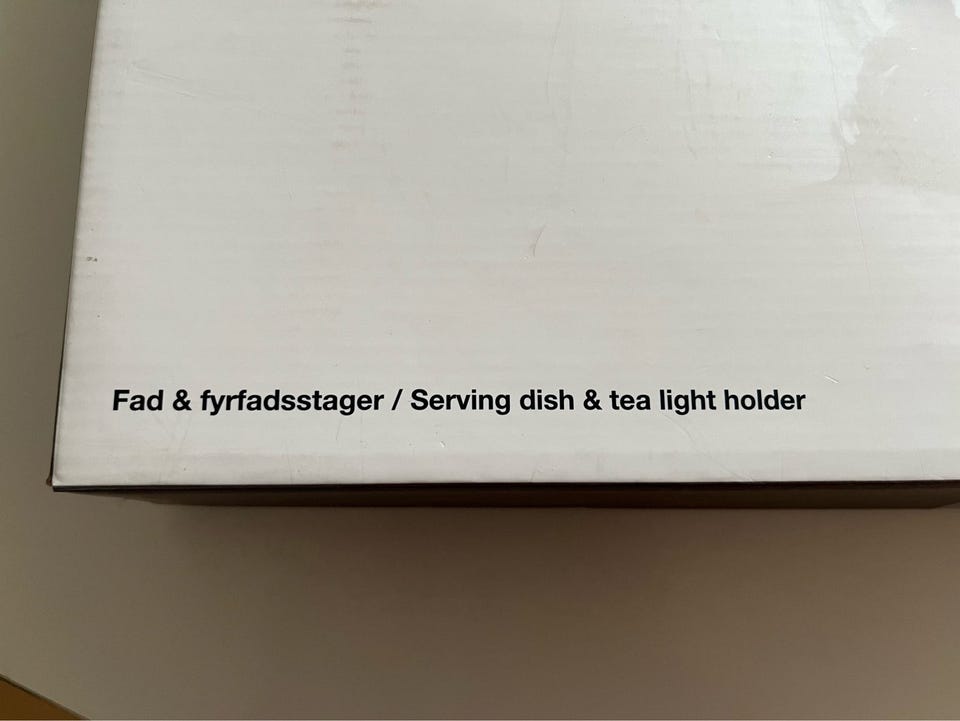 Fad & fyrfadsstager / Serving dish & tea light holder